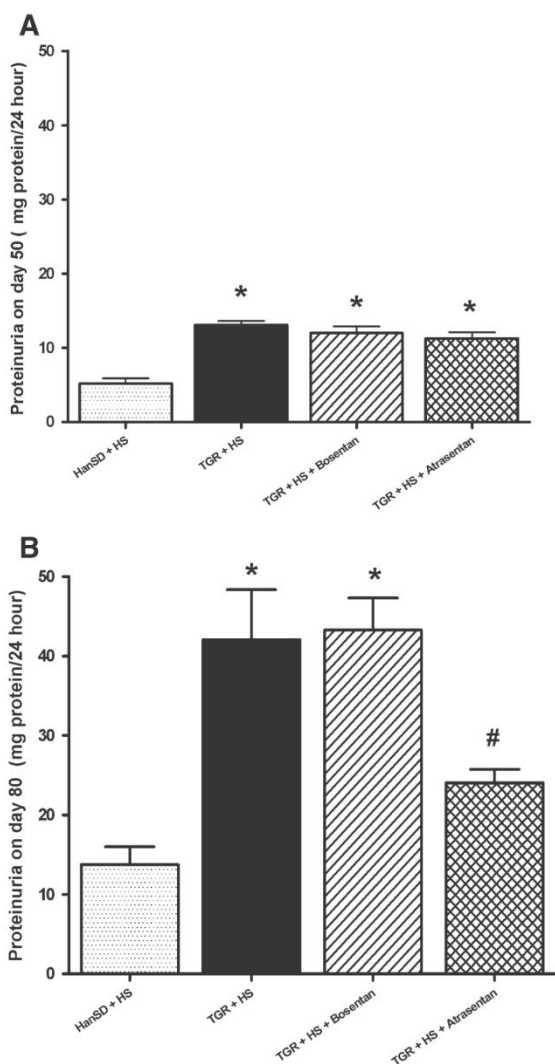 A
Proteinuria on day 50 ( mg protein/24 hour)
50
40
30
20
10
0
*
*
*
HanSD + HS
TGR + HS
TGR + HS + Bosentan
TGR + HS + Atrasentan
B
Proteinuria on day 80 (mg protein/24 hour)
50
40
30
20
10
0
*
*
#
HanSD + HS
TGR + HS
TGR + HS + Bosentan
TGR + HS + Atrasentan